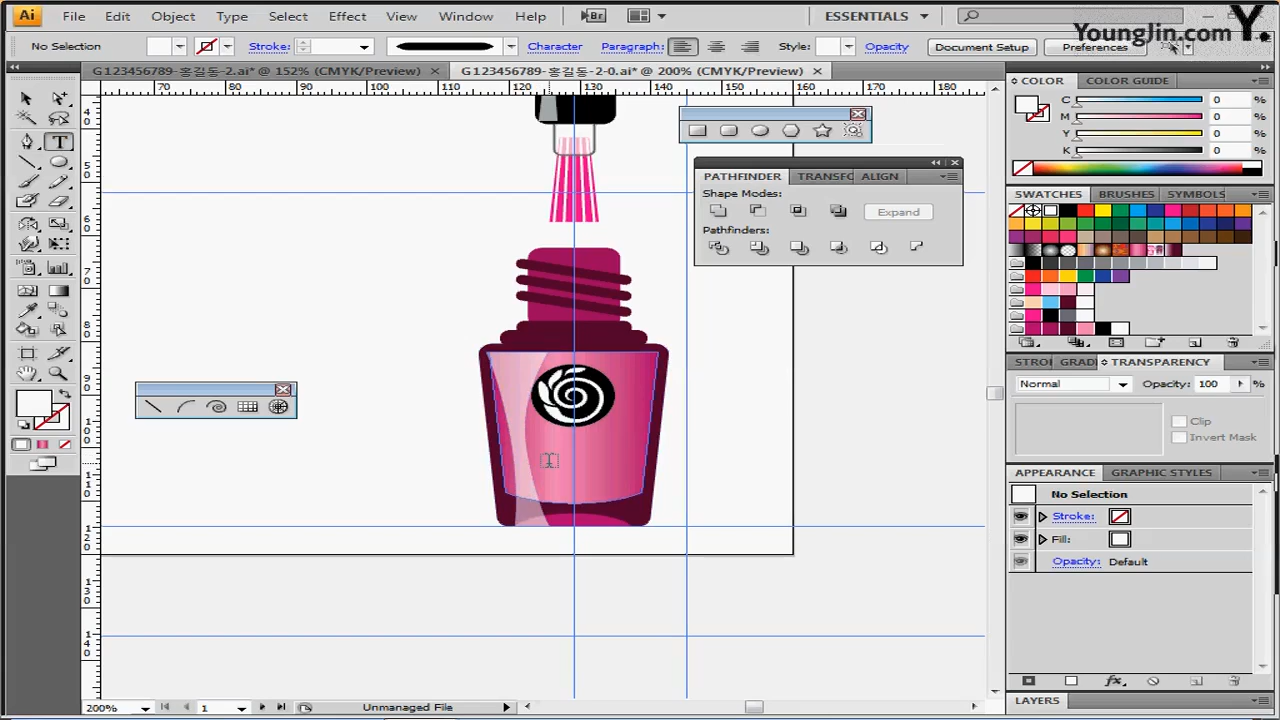 Ai File Edit Object Type Select Effect View Window Help Br ESSENTIALS
YoungJin.com Y.
No Selection Stroke: Character Paragraph: Style: Opacity Document Setup Preferences
G123456789-홍길동-2.ai* @ 152% (CMYK/Preview) G123456789-홍길동-2-0.ai* @ 200% (CMYK/Preview)
70 80 90 100 110 120 130 140 150 160 170 180
COLOR COLOR GUIDE
C 0 %
M 0 %
Y 0 %
K 0 %
PATHFINDER TRANSFC ALIGN
Shape Modes:
Expand
Pathfinders:
SWATCHES BRUSHES SYMBOLS
STROI GRAD TRANSPARENCY
Normal Opacity: 100 %
Clip
Invert Mask
APPEARANCE GRAPHIC STYLES
No Selection
Stroke:
Fill:
Opacity: Default
LAYERS
200% 1 Unmanaged File